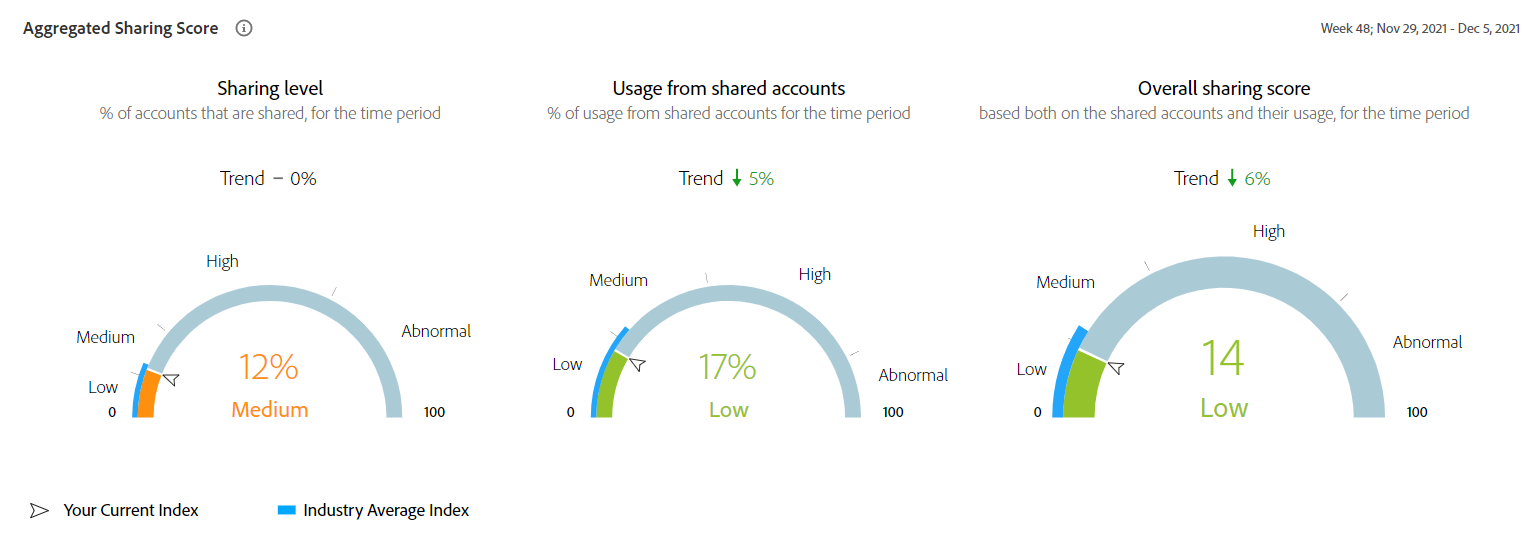 Aggregated Sharing Score
Week 48; Nov 29, 2021 - Dec 5, 2021
Sharing level
% of accounts that are shared, for the time period
Trend – 0%
High
Medium
Abnormal
Low
0
100
12%
Medium
Usage from shared accounts
% of usage from shared accounts for the time period
Trend ↓ 5%
Medium
High
Low
Abnormal
0
100
17%
Low
Overall sharing score
based both on the shared accounts and their usage, for the time period
Trend ↓ 6%
High
Medium
Abnormal
Low
0
100
14
Low
Your Current Index
Industry Average Index